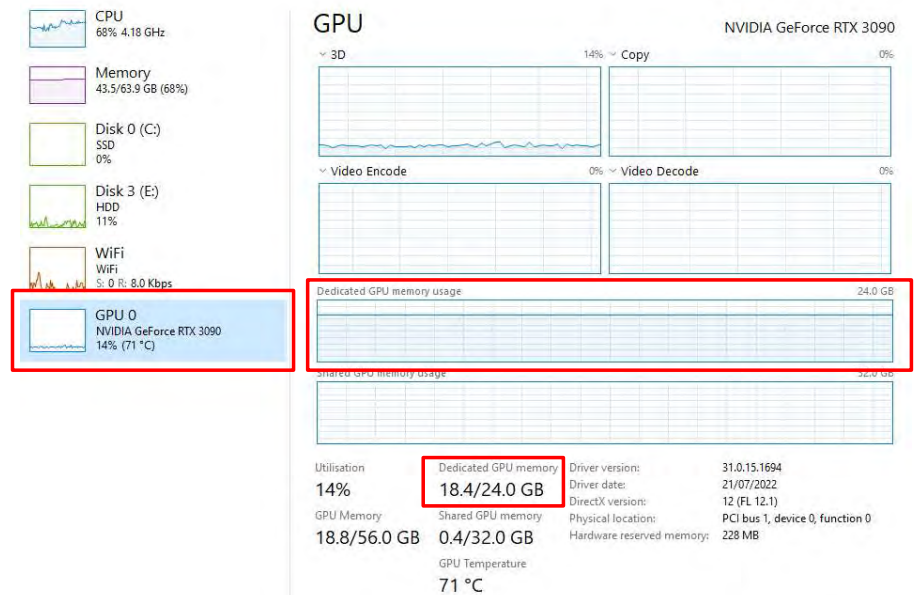 CPU
68% 4.18 GHz
Memory
43.5/63.9 GB (68%)
Disk 0 (C:)
SSD
0%
Disk 3 (E:)
HDD
11%
WiFi
WiFi
S: 0 R: 8.0 Kbps
GPU 0
NVIDIA GeForce RTX 3090
14% (71 °C)
GPU
NVIDIA GeForce RTX 3090
3D 14%
Copy 0%
Video Encode 0%
Video Decode 0%
Dedicated GPU memory usage 24.0 GB
Shared GPU memory usage 32.0 GB
Utilisation
14%
Dedicated GPU memory
18.4/24.0 GB
GPU Memory
18.8/56.0 GB
Shared GPU memory
0.4/32.0 GB
GPU Temperature
71 °C
Driver version: 31.0.15.1694
Driver date: 21/07/2022
DirectX version: 12 (FL 12.1)
Physical location: PCI bus 1, device 0, function 0
Hardware reserved memory: 228 MB